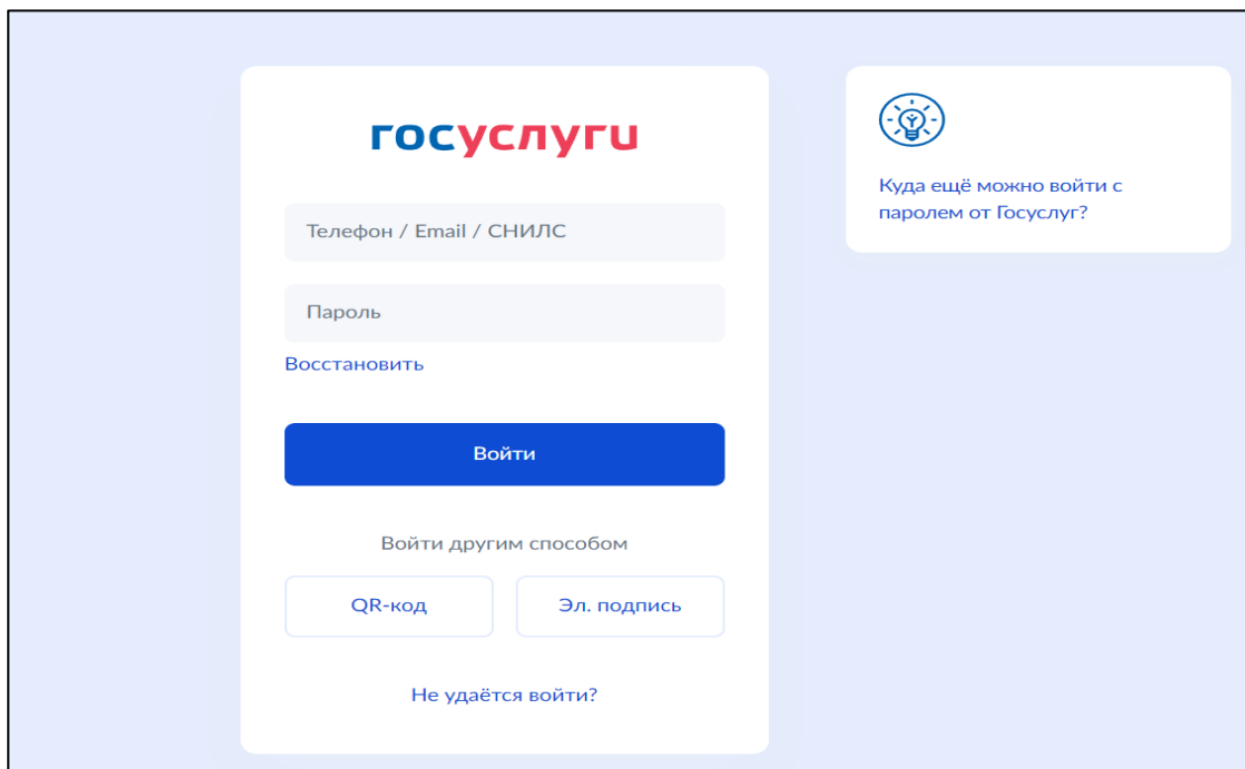 госуслуги
Телефон / Email / СНИЛС
Пароль
Восстановить
Войти
Войти другим способом
QR-код
Эл. подпись
Не удаётся войти?
Куда ещё можно войти с
паролем от Госуслуг?